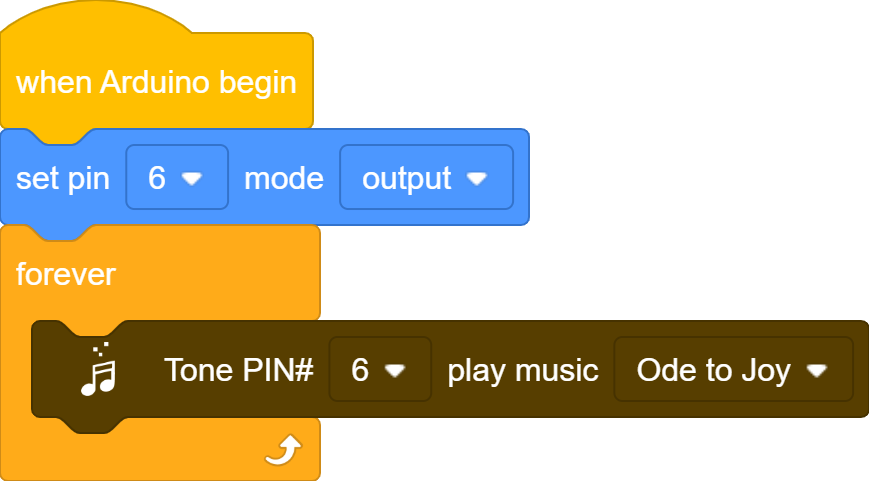 when Arduino begin
set pin 6 mode output
forever
Tone PIN# 6 play music Ode to Joy